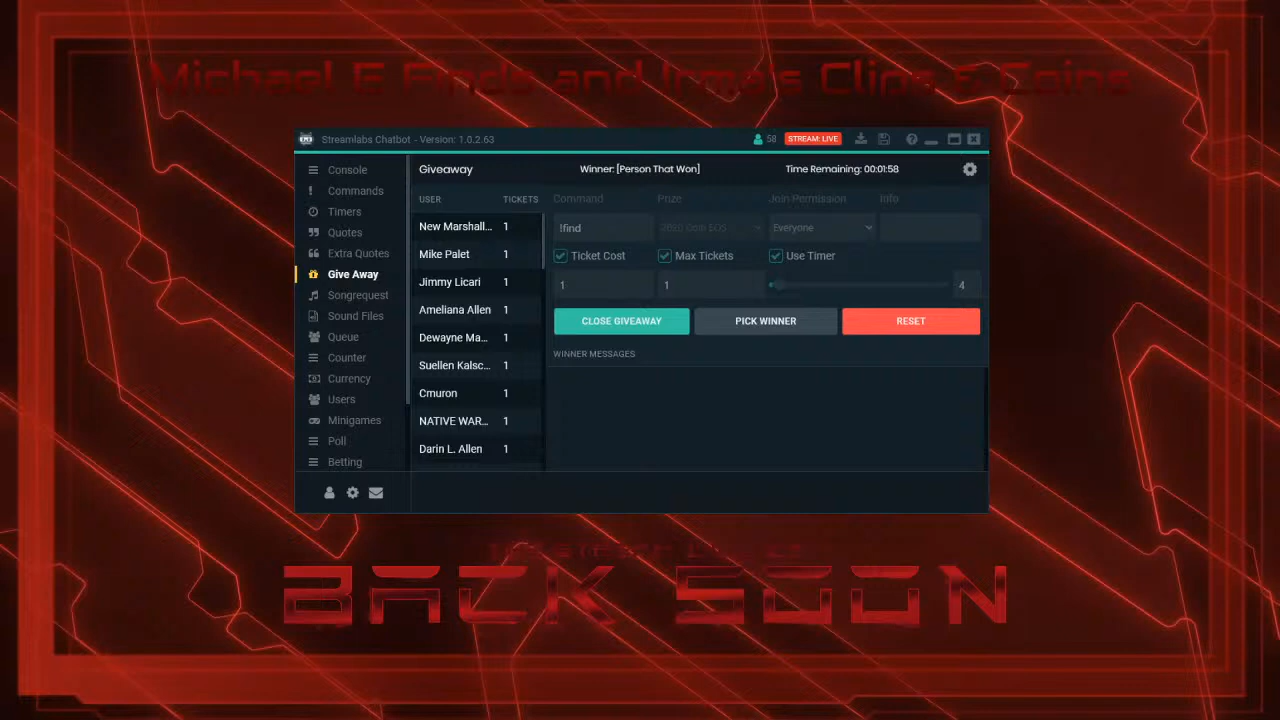 Michael E Finds and Irma's Clips & Coins
Streamlabs Chatbot - Version: 1.0.2.63
58
STREAM: LIVE
Console
Commands
Timers
Quotes
Extra Quotes
Give Away
Songrequest
Sound Files
Queue
Counter
Currency
Users
Minigames
Poll
Betting
Giveaway
Winner: [Person That Won]
Time Remaining: 00:01:58
USER TICKETS
New Marshall... 1
Mike Palet 1
Jimmy Licari 1
Ameliana Allen 1
Dewayne Ma... 1
Suellen Kalsc... 1
Cmuron 1
NATIVE WAR... 1
Darin L. Allen 1
Command Prize Join Permission Info
!find 2020 Coin EOS Everyone
Ticket Cost Max Tickets Use Timer
1 1 4
CLOSE GIVEAWAY PICK WINNER RESET
WINNER MESSAGES
BACK SOON